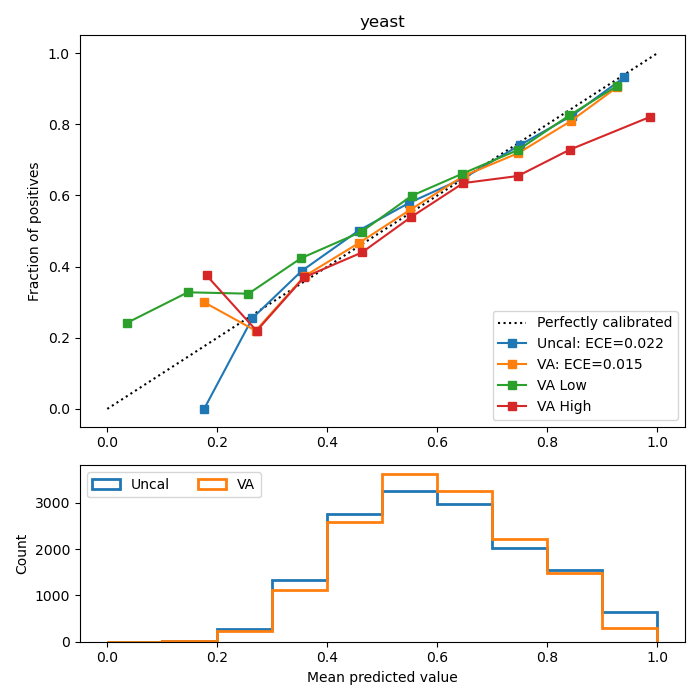 yeast
1.0
0.8
0.6
0.4
0.2
0.0
Fraction of positives
Perfectly calibrated
Uncal: ECE=0.022
VA: ECE=0.015
VA Low
VA High
0.0 0.2 0.4 0.6 0.8 1.0
Uncal VA
3000
2000
1000
0
Count
0.0 0.2 0.4 0.6 0.8 1.0
Mean predicted value